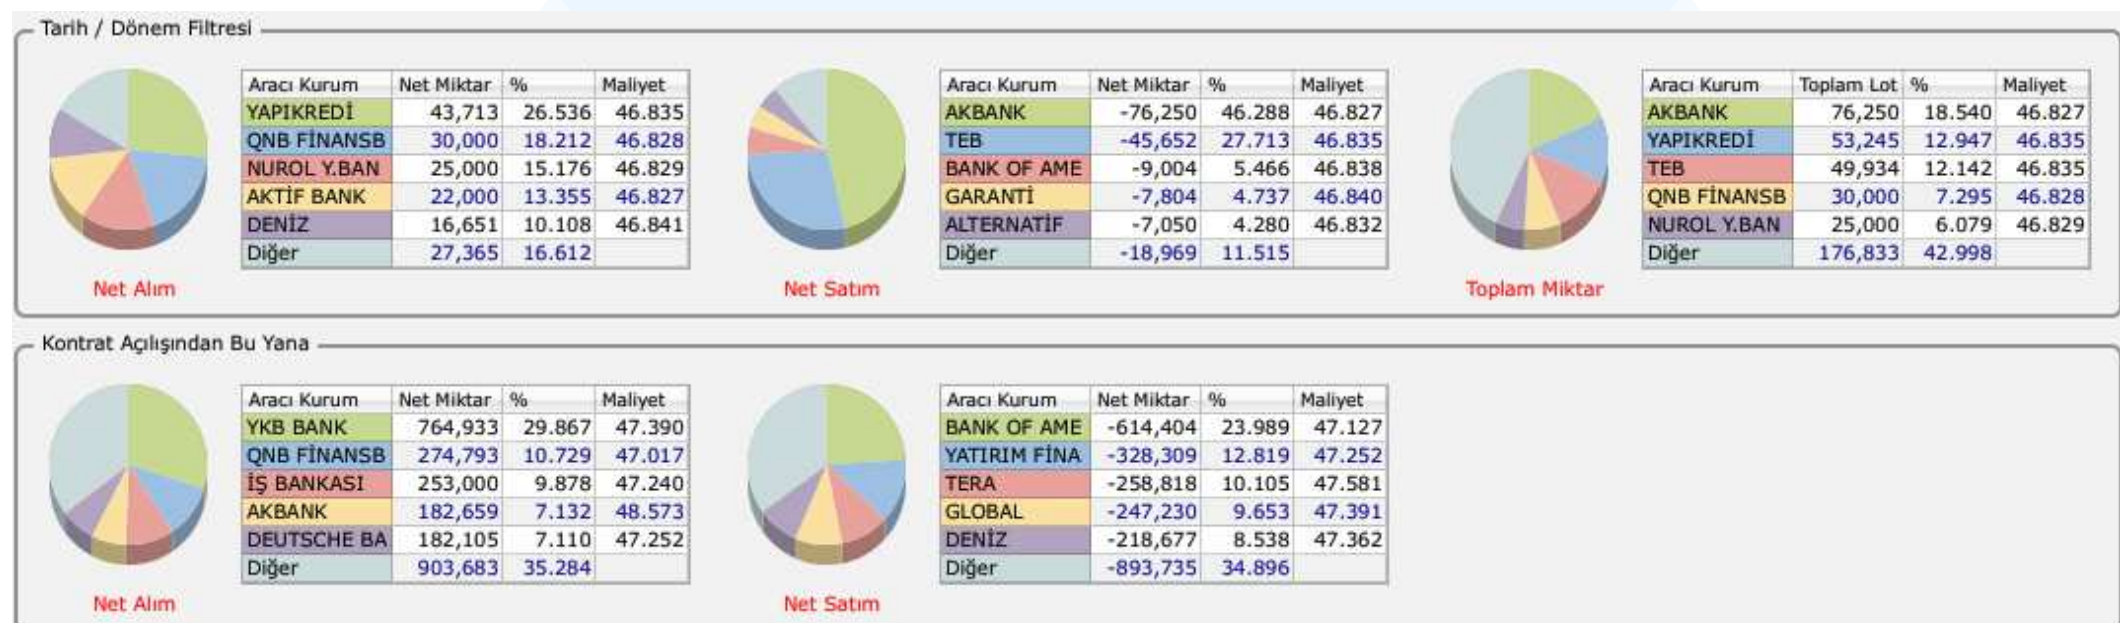 Tarih / Dönem Filtresi
Aracı Kurum Net Miktar % Maliyet
YAPIKREDİ 43,713 26.536 46.835
QNB FİNANSB 30,000 18.212 46.828
NUROL Y.BAN 25,000 15.176 46.829
AKTİF BANK 22,000 13.355 46.827
DENİZ 16,651 10.108 46.841
Diğer 27,365 16.612
Net Alım
Aracı Kurum Net Miktar % Maliyet
AKBANK -76,250 46.288 46.827
TEB -45,652 27.713 46.835
BANK OF AME -9,004 5.466 46.838
GARANTİ -7,804 4.737 46.840
ALTERNATİF -7,050 4.280 46.832
Diğer -18,969 11.515
Net Satım
Aracı Kurum Toplam Lot % Maliyet
AKBANK 76,250 18.540 46.827
YAPIKREDİ 53,245 12.947 46.835
TEB 49,934 12.142 46.835
QNB FİNANSB 30,000 7.295 46.828
NUROL Y.BAN 25,000 6.079 46.829
Diğer 176,833 42.998
Toplam Miktar
Kontrat Açılışından Bu Yana
Aracı Kurum Net Miktar % Maliyet
YKB BANK 764,933 29.867 47.390
QNB FİNANSB 274,793 10.729 47.017
İŞ BANKASI 253,000 9.878 47.240
AKBANK 182,659 7.132 48.573
DEUTSCHE BA 182,105 7.110 47.252
Diğer 903,683 35.284
Net Alım
Aracı Kurum Net Miktar % Maliyet
BANK OF AME -614,404 23.989 47.127
YATIRIM FİNA -328,309 12.819 47.252
TERA -258,818 10.105 47.581
GLOBAL -247,230 9.653 47.391
DENİZ -218,677 8.538 47.362
Diğer -893,735 34.896
Net Satım